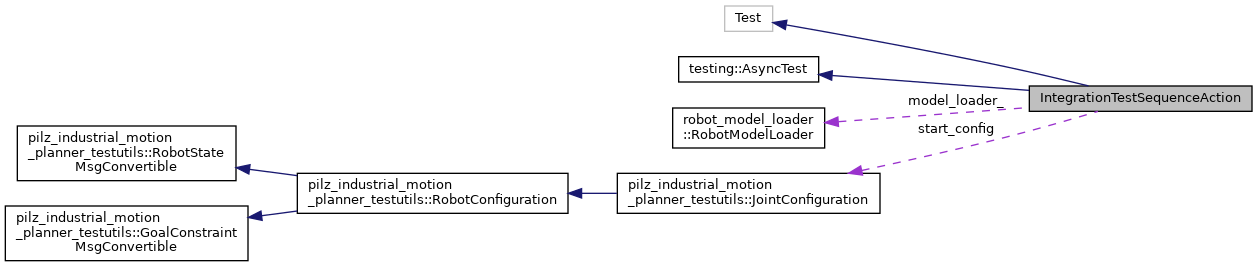 Test
testing::AsyncTest
IntegrationTestSequenceAction
model_loader_
robot_model_loader
::RobotModelLoader
start_config
pilz_industrial_motion
_planner_testutils::RobotState
MsgConvertible
pilz_industrial_motion
_planner_testutils::RobotConfiguration
pilz_industrial_motion
_planner_testutils::JointConfiguration
pilz_industrial_motion
_planner_testutils::GoalConstraint
MsgConvertible